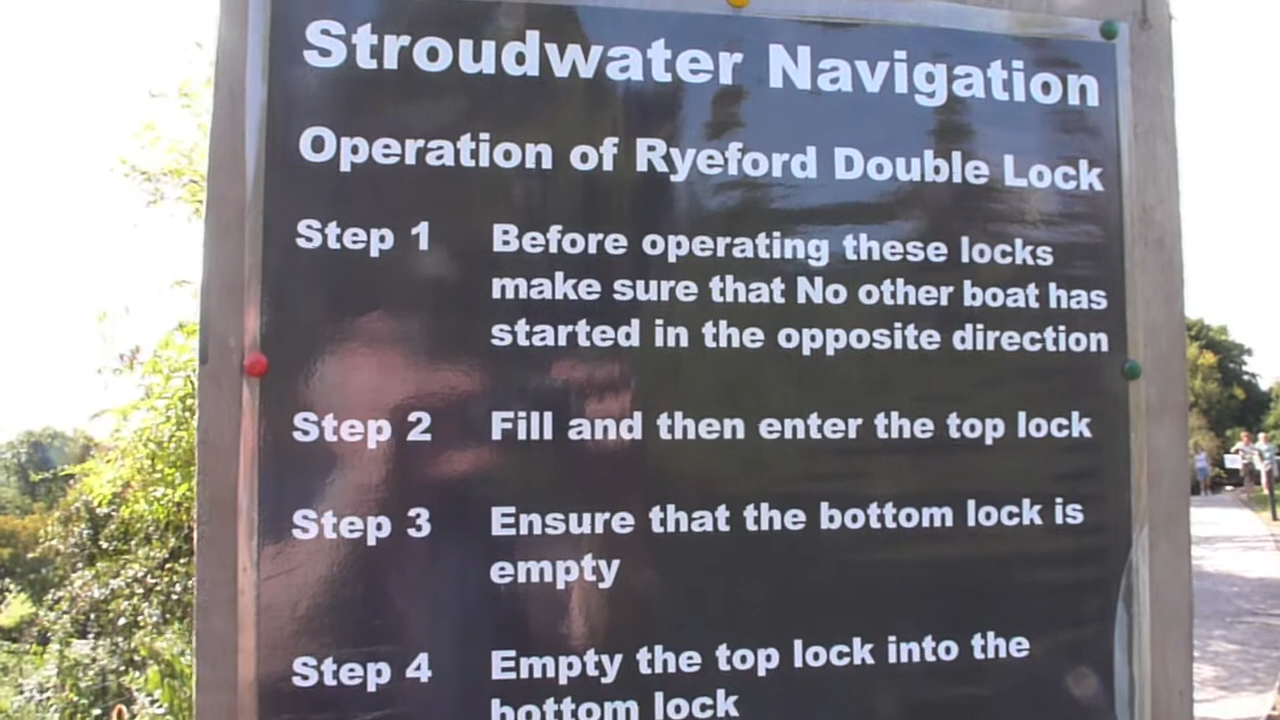 Stroudwater Navigation
Operation of Ryeford Double Lock
Step 1 Before operating these locks
make sure that No other boat has
started in the opposite direction
Step 2 Fill and then enter the top lock
Step 3 Ensure that the bottom lock is
empty
Step 4 Empty the top lock into the
bottom lock